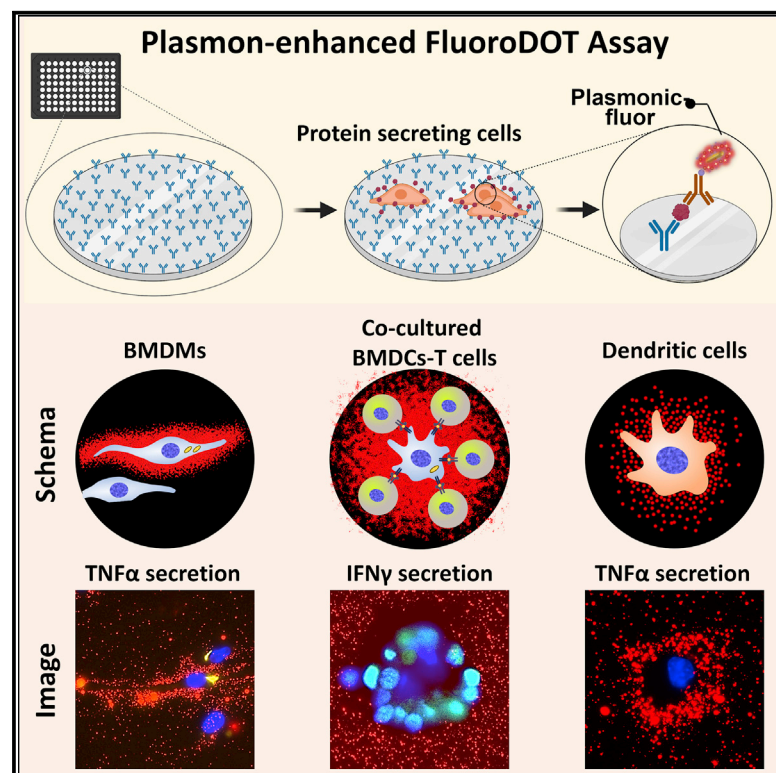 Plasmon-enhanced FluoroDOT Assay
Plasmonic-
fluor
Protein secreting cells
BMDMs
Co-cultured
BMDCs-T cells
Dendritic cells
Schema
TNFα secretion
IFNγ secretion
TNFα secretion
Image